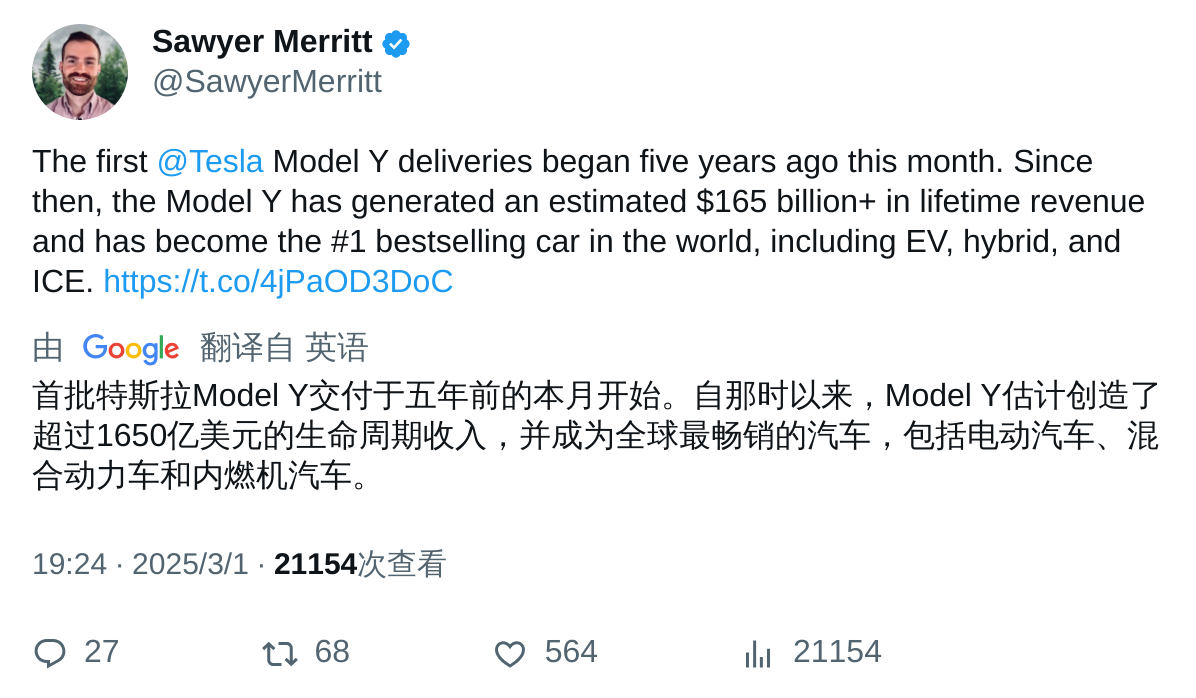 Sawyer Merritt
@SawyerMerritt
The first @Tesla Model Y deliveries began five years ago this month. Since
then, the Model Y has generated an estimated $165 billion+ in lifetime revenue
and has become the #1 bestselling car in the world, including EV, hybrid, and
ICE. https://t.co/4jPaOD3DoC
由 Google 翻译自 英语
首批特斯拉Model Y交付于五年前的本月开始。自那时以来，Model Y估计创造了
超过1650亿美元的生命周期收入，并成为全球最畅销的汽车，包括电动汽车、混
合动力车和内燃机汽车。
19:24 · 2025/3/1 · 21154次查看
27 68 564 21154